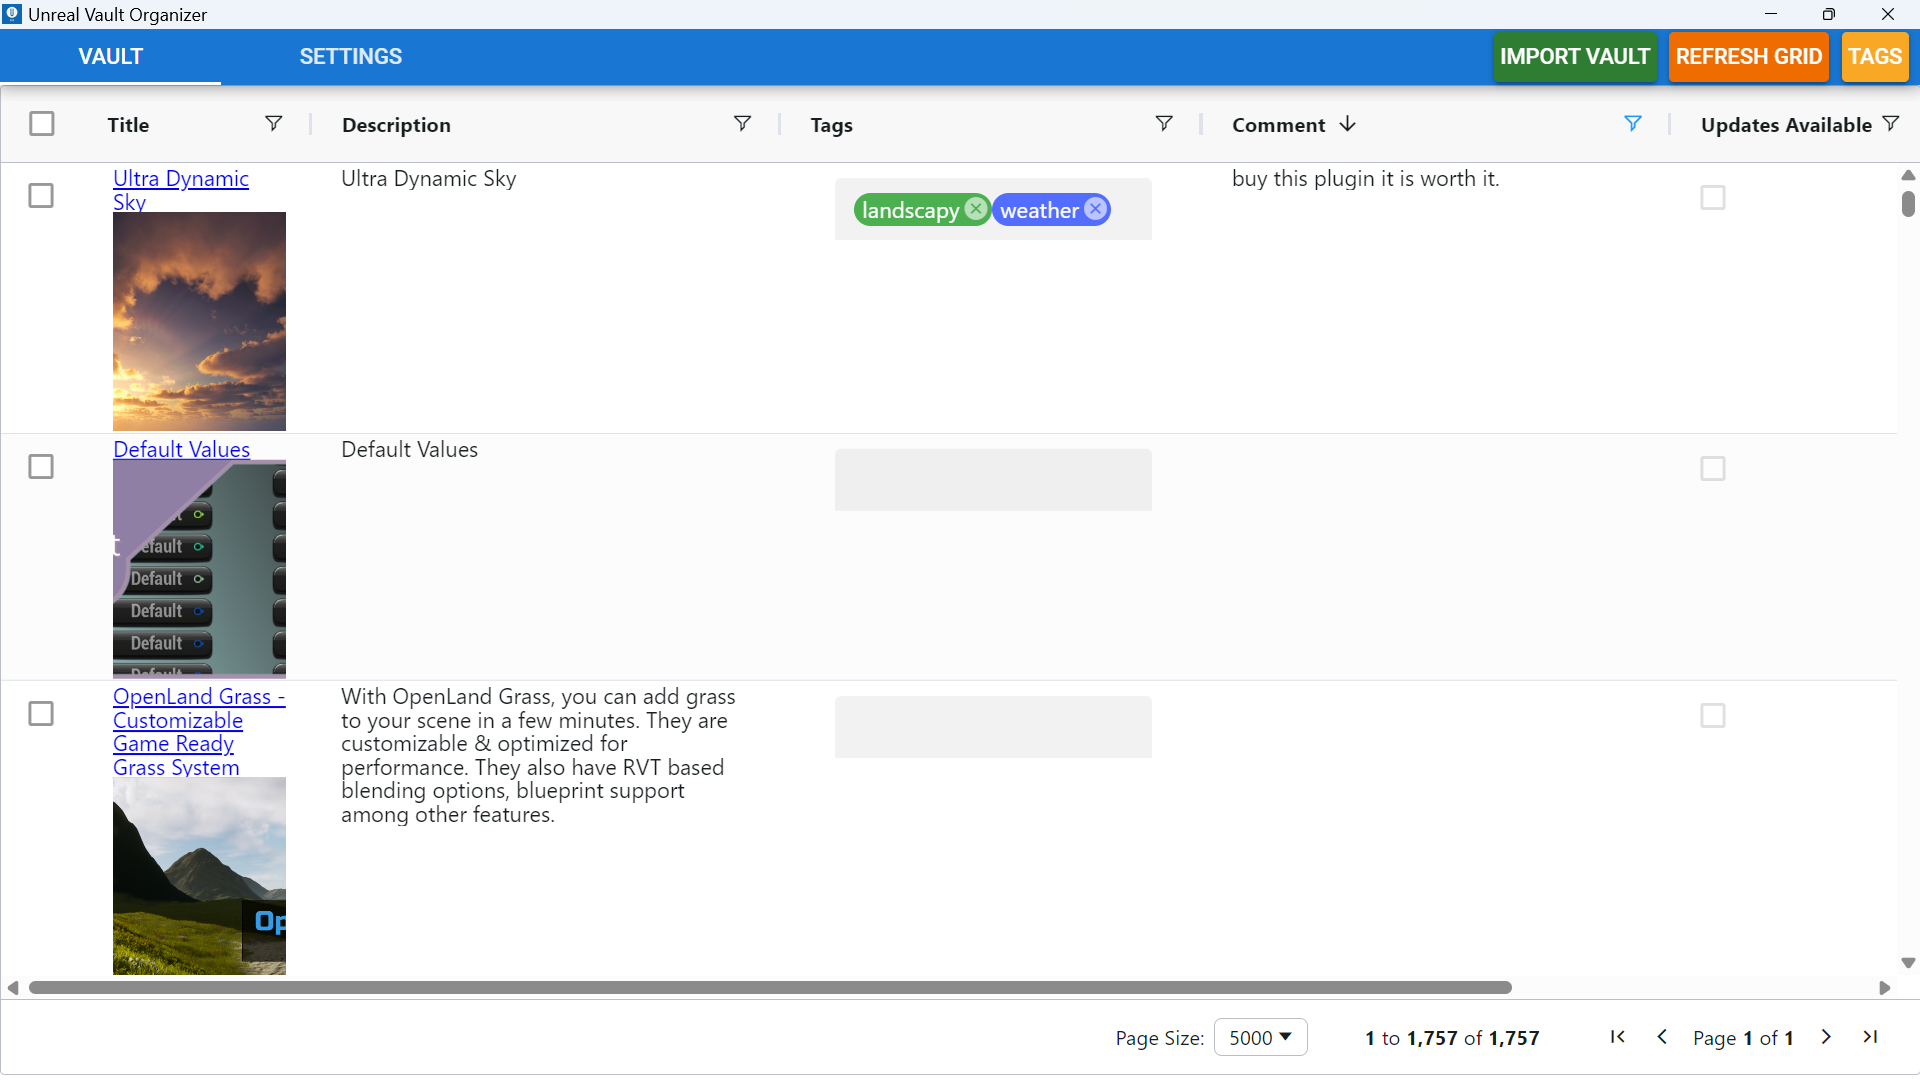 Unreal Vault Organizer
VAULT
SETTINGS
IMPORT VAULT
REFRESH GRID
TAGS
Title
Description
Tags
Comment
Updates Available
Ultra Dynamic
Sky
Ultra Dynamic Sky
landscapy
weather
buy this plugin it is worth it.
Default Values
Default Values
t
efault
Default
Default
Default
OpenLand Grass -
Customizable
Game Ready
Grass System
With OpenLand Grass, you can add grass
to your scene in a few minutes. They are
customizable & optimized for
performance. They also have RVT based
blending options, blueprint support
among other features.
Op
Page Size:
5000
1 to 1,757 of 1,757
Page 1 of 1